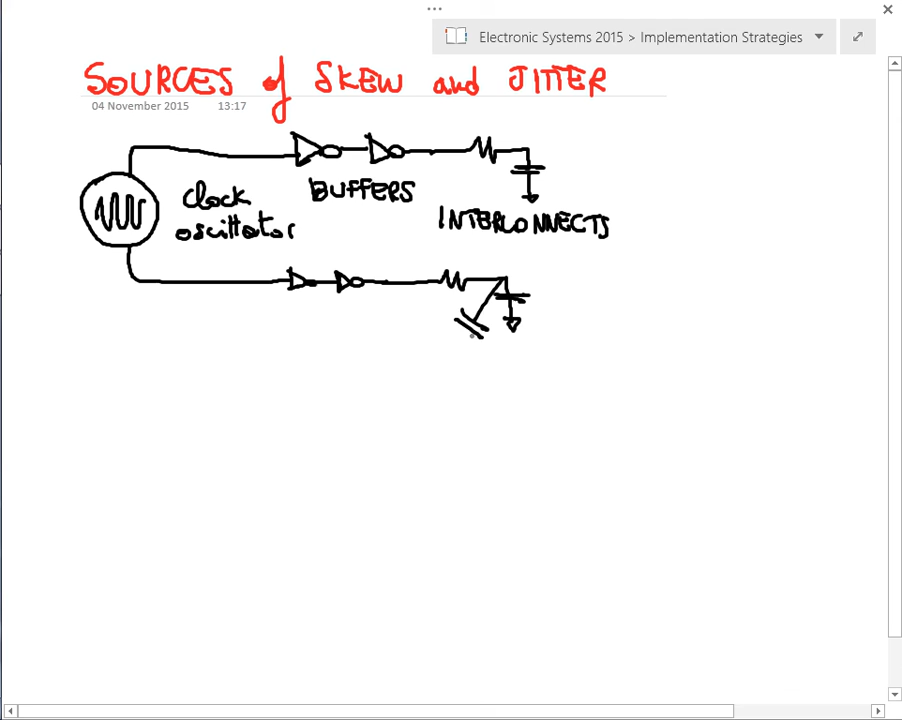 Electronic Systems 2015 > Implementation Strategies
SOURCES of SKEW and JITTER
04 November 2015 13:17
clock
oscillator
BUFFERS
INTERCONNECTS